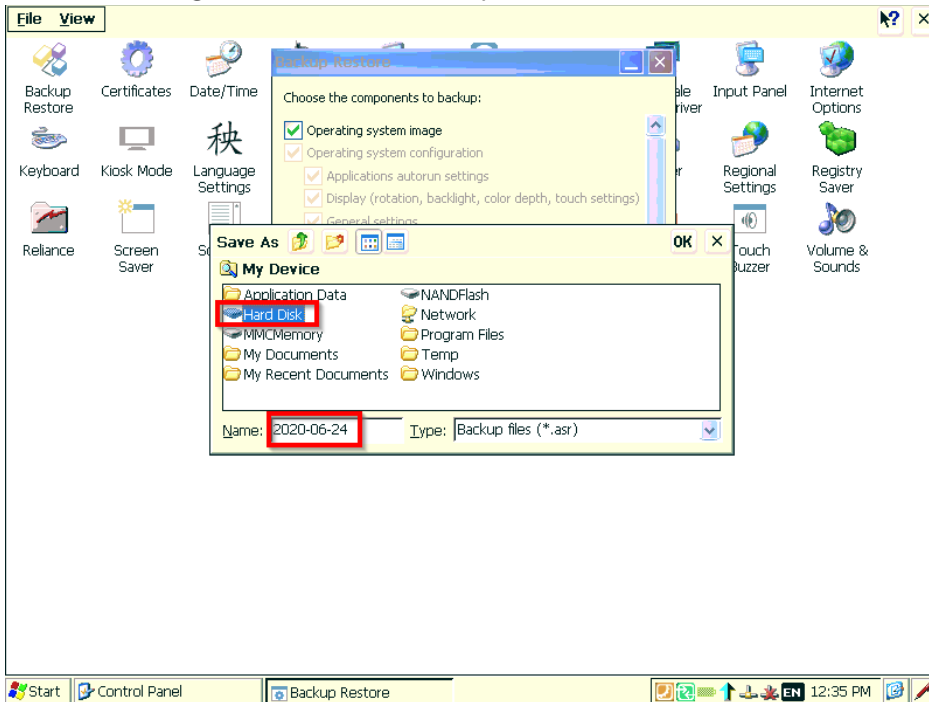 File View
Backup Restore
Certificates
Date/Time
Input Panel
Internet Options
Backup Restore
Choose the components to backup:
Operating system image
Operating system configuration
Applications autorun settings
Display (rotation, backlight, color depth, touch settings)
General settings
Keyboard
Kiosk Mode
秧
Language Settings
Regional Settings
Registry Saver
Reliance
Screen Saver
Touch Buzzer
Volume & Sounds
Save As
OK
My Device
Application Data
Hard Disk
MMCMemory
My Documents
My Recent Documents
NANDFlash
Network
Program Files
Temp
Windows
Name: 2020-06-24 Type: Backup files (*.asr)
Start Control Panel Backup Restore EN 12:35 PM